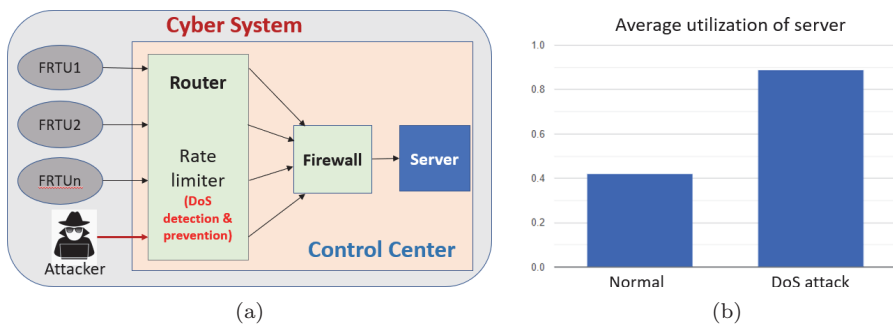 Cyber System
FRTU1
FRTU2
FRTUn
Attacker
Router
Rate
limiter
(DoS
detection &
prevention)
Firewall
Server
Control Center
(a)
Average utilization of server
1.0
0.8
0.6
0.4
0.2
0.0
Normal
DoS attack
(b)